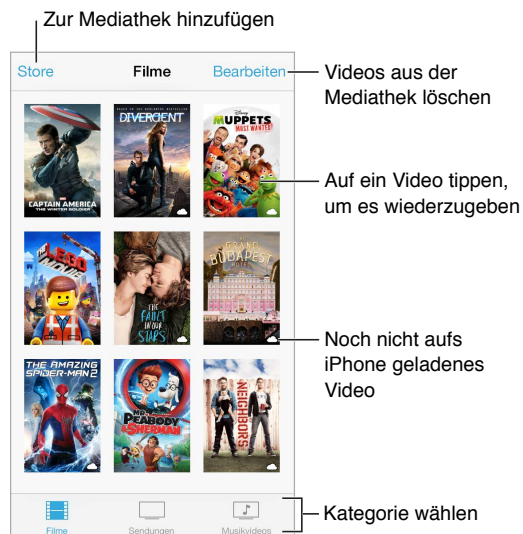 Zur Mediathek hinzufügen
Store
Filme
Bearbeiten
Videos aus der
Mediathek löschen
CAPTAIN AMERICA
THE WINTER SOLDIER
DIVERGENT
Disney
MUPPETS
MOST WANTED
Auf ein Video tippen,
um es wiederzugeben
THE LEGO
MOVIE
THE
FAULT
IN OUR
STARS
THE
GRAND
BUDAPEST
HOTEL
Noch nicht aufs
iPhone geladenes
Video
THE AMAZING
SPIDER-MAN 2
MR.
PEABODY
& SHERMAN
NEIGHBORS
Filme
Sendungen
Musikvideos
Kategorie wählen